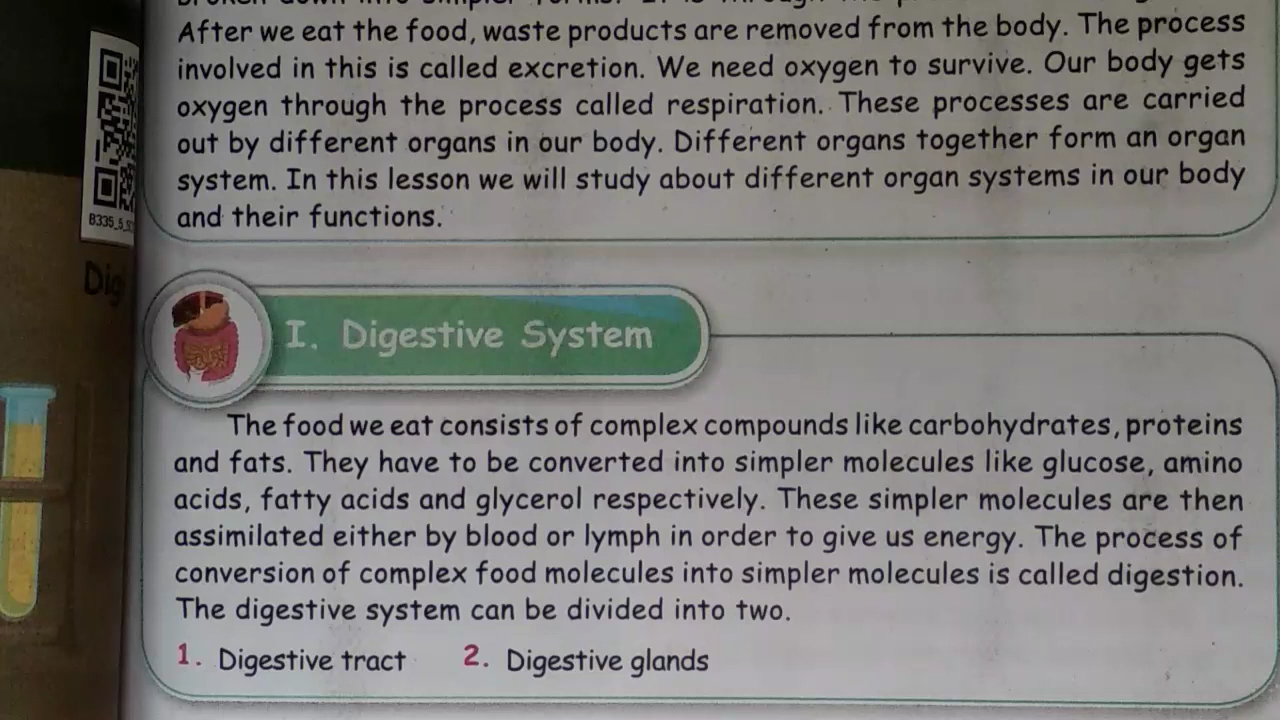 After we eat the food, waste products are removed from the body. The process
involved in this is called excretion. We need oxygen to survive. Our body gets
oxygen through the process called respiration. These processes are carried
out by different organs in our body. Different organs together form an organ
system. In this lesson we will study about different organ systems in our body
and their functions.
Dig
I. Digestive System
The food we eat consists of complex compounds like carbohydrates, proteins
and fats. They have to be converted into simpler molecules like glucose, amino
acids, fatty acids and glycerol respectively. These simpler molecules are then
assimilated either by blood or lymph in order to give us energy. The process of
conversion of complex food molecules into simpler molecules is called digestion.
The digestive system can be divided into two.
1. Digestive tract 2. Digestive glands